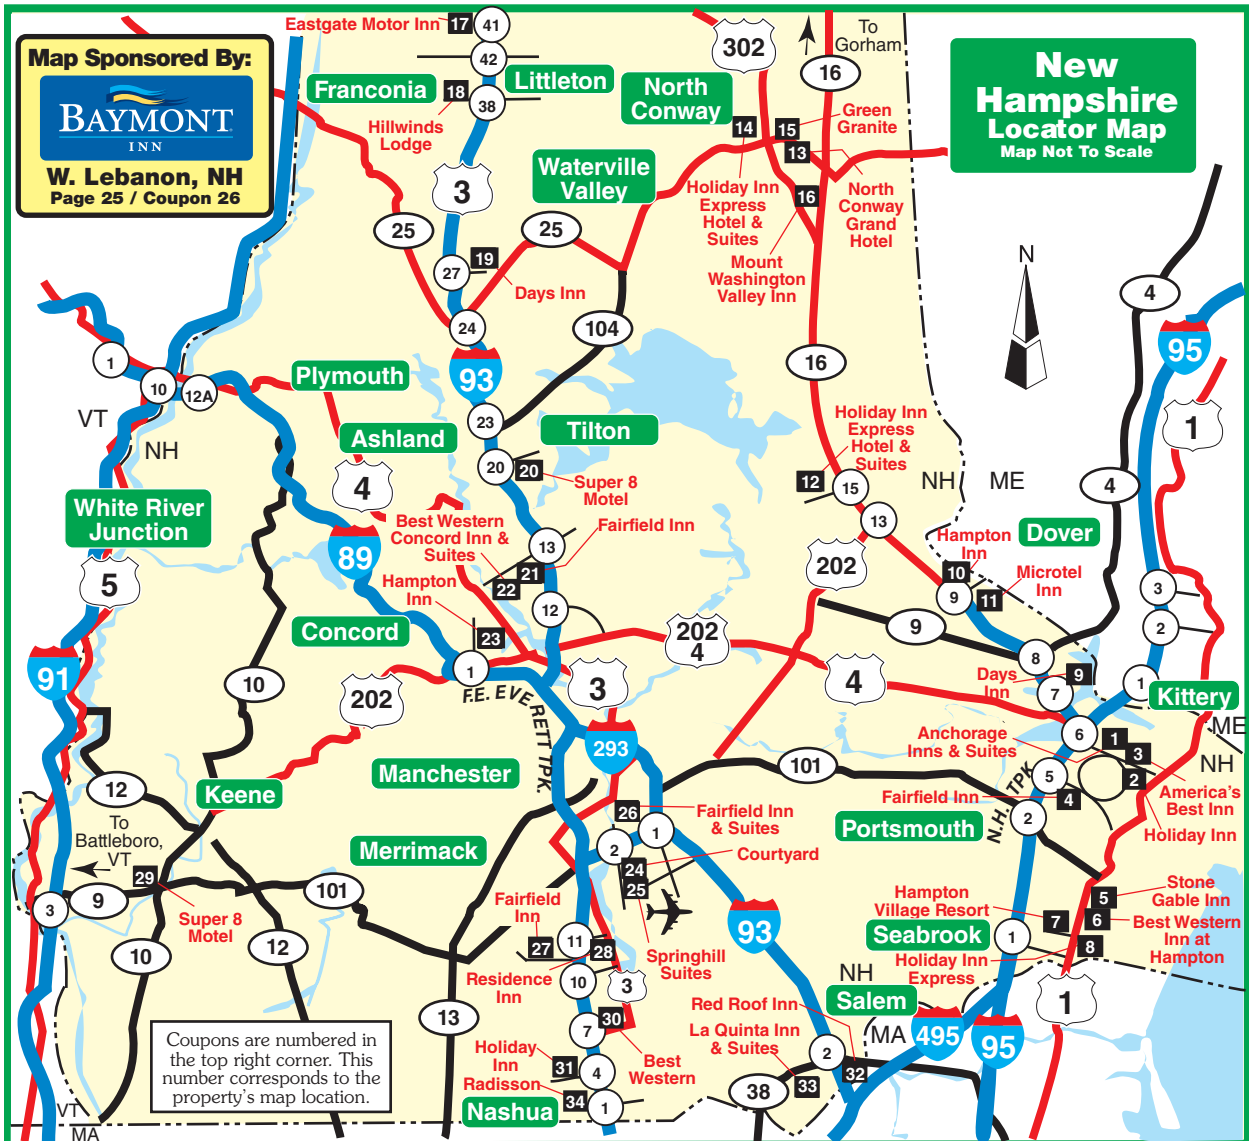 Map Sponsored By:
BAYMONT
INN
W. Lebanon, NH
Page 25 / Coupon 26
New
Hampshire
Locator Map
Map Not To Scale
Eastgate Motor Inn
17
41
42
Franconia
18
38
Littleton
Hillwinds
Lodge
3
302
To
Gorham
16
North
Conway
14
15
Green
Granite
13
Waterville
Valley
Holiday Inn
Express
Hotel &
Suites
16
North
Conway
Grand
Hotel
Mount
Washington
Valley Inn
25
25
19
27
Days Inn
24
104
16
N
4
95
1
1
10
12A
VT
NH
Plymouth
93
23
Ashland
Tilton
4
20
20
Super 8
Motel
Holiday Inn
Express
Hotel &
Suites
12
15
13
NH
ME
4
Dover
White River
Junction
5
89
Best Western
Concord Inn &
Suites
Fairfield Inn
13
21
22
202
Hampton
Inn
10
9
11
Microtel
Inn
3
2
Hampton
Inn
12
23
Concord
1
202
4
9
8
91
10
202
F.E. EVERETT TPK.
3
4
Days
Inn
9
7
1
Kittery
ME
NH
293
6
Anchorage
Inns & Suites
1
3
2
5
N.H. TPK
America's
Best Inn
Holiday Inn
Fairfield Inn
4
2
Portsmouth
101
Manchester
12
Keene
To
Battleboro,
VT
26
Fairfield Inn
& Suites
1
2
Courtyard
24
25
Merrimack
29
9
3
101
Super 8
Motel
10
12
Fairfield
Inn
27
11
28
Springhill
Suites
Residence
Inn
10
3
93
Hampton
Village Resort
7
Seabrook
1
5
Stone
Gable Inn
6
Best Western
Inn at
Hampton
Holiday Inn
Express
8
NH
Salem
MA
1
495
95
13
7
30
Best
Western
Red Roof Inn
La Quinta Inn
& Suites
2
32
33
38
Holiday
Inn
31
4
Radisson
34
1
Nashua
Coupons are numbered in
the top right corner. This
number corresponds to the
property's map location.
VT
MA